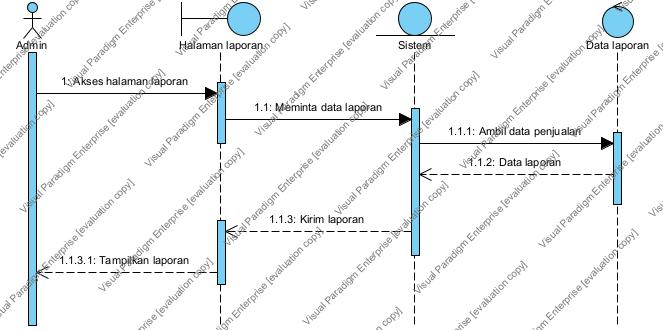 Admin
Halaman laporan
Sistem
Data laporan
1: Akses halaman laporan
1.1: Meminta data laporan
1.1.1: Ambil data penjualan
1.1.2: Data laporan
1.1.3: Kirim laporan
1.1.3.1: Tampilkan laporan
Visual Paradigm Enterprise [evaluation copy]